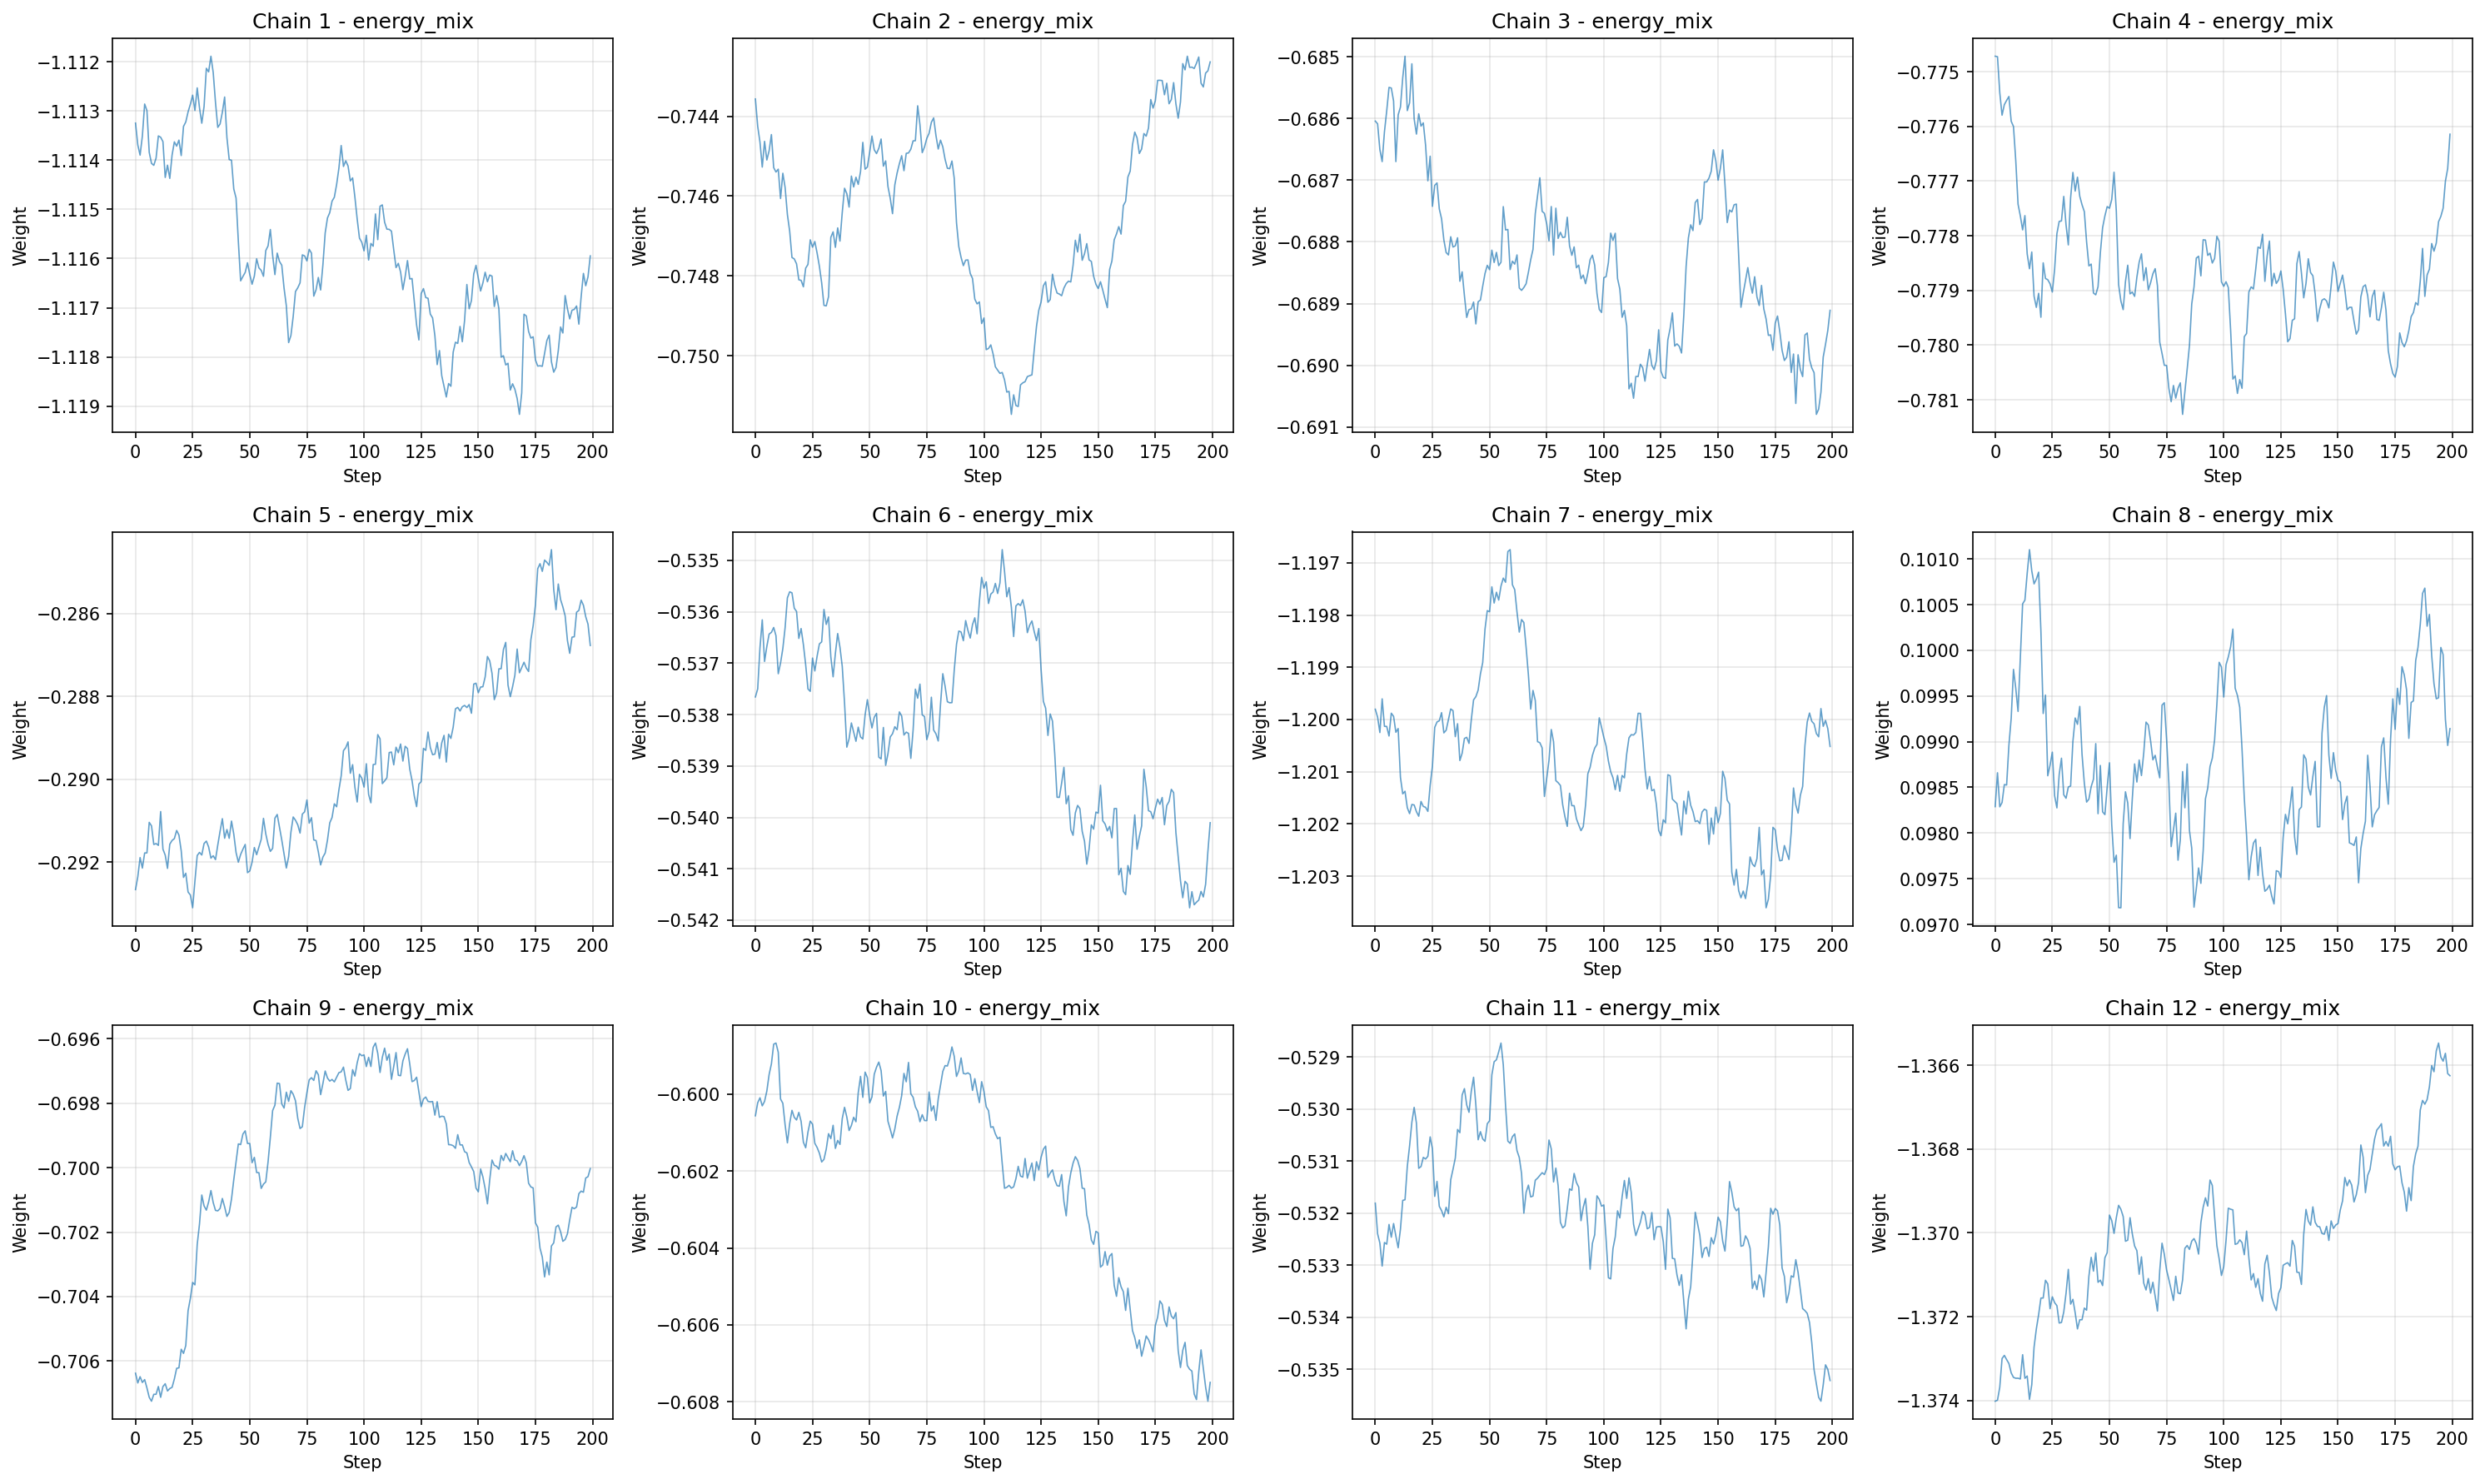 Chain 1 - energy_mix
Weight
−1.112
−1.113
−1.114
−1.115
−1.116
−1.117
−1.118
−1.119
0 25 50 75 100 125 150 175 200
Step
Chain 2 - energy_mix
Weight
−0.744
−0.746
−0.748
−0.750
0 25 50 75 100 125 150 175 200
Step
Chain 3 - energy_mix
Weight
−0.685
−0.686
−0.687
−0.688
−0.689
−0.690
−0.691
0 25 50 75 100 125 150 175 200
Step
Chain 4 - energy_mix
Weight
−0.775
−0.776
−0.777
−0.778
−0.779
−0.780
−0.781
0 25 50 75 100 125 150 175 200
Step
Chain 5 - energy_mix
Weight
−0.286
−0.288
−0.290
−0.292
0 25 50 75 100 125 150 175 200
Step
Chain 6 - energy_mix
Weight
−0.535
−0.536
−0.537
−0.538
−0.539
−0.540
−0.541
−0.542
0 25 50 75 100 125 150 175 200
Step
Chain 7 - energy_mix
Weight
−1.197
−1.198
−1.199
−1.200
−1.201
−1.202
−1.203
0 25 50 75 100 125 150 175 200
Step
Chain 8 - energy_mix
Weight
0.1010
0.1005
0.1000
0.0995
0.0990
0.0985
0.0980
0.0975
0.0970
0 25 50 75 100 125 150 175 200
Step
Chain 9 - energy_mix
Weight
−0.696
−0.698
−0.700
−0.702
−0.704
−0.706
0 25 50 75 100 125 150 175 200
Step
Chain 10 - energy_mix
Weight
−0.600
−0.602
−0.604
−0.606
−0.608
0 25 50 75 100 125 150 175 200
Step
Chain 11 - energy_mix
Weight
−0.529
−0.530
−0.531
−0.532
−0.533
−0.534
−0.535
0 25 50 75 100 125 150 175 200
Step
Chain 12 - energy_mix
Weight
−1.366
−1.368
−1.370
−1.372
−1.374
0 25 50 75 100 125 150 175 200
Step